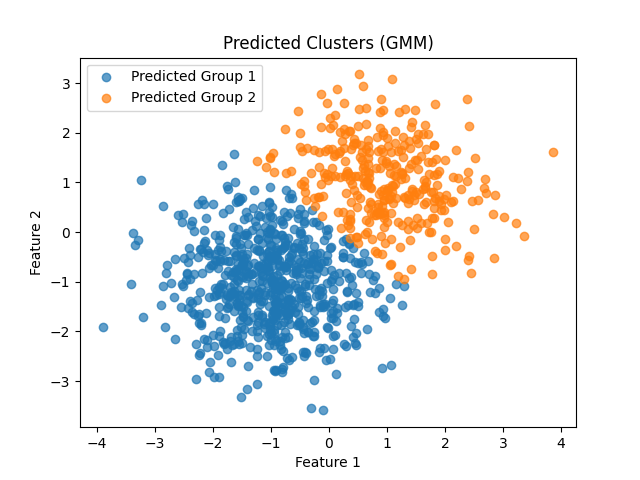 Predicted Clusters (GMM)
Predicted Group 1
Predicted Group 2
3
2
1
0
−1
−2
−3
Feature 2
−4 −3 −2 −1 0 1 2 3 4
Feature 1